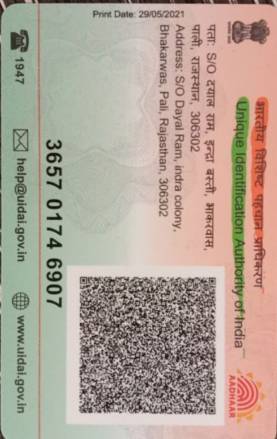 भारतीय विशिष्ट पहचान प्राधिकरण
Unique Identification Authority of India
AADHAAR
Print Date: 29/05/2021
पता: S/O दयाल राम, इन्द्रा बस्ती, भाकरवास,
पाली, राजस्थान, 306302
Address: S/O Dayal Ram, indra colony,
Bhakarwas, Pali, Rajasthan, 306302
3657 0174 6907
1947
help@uidai.gov.in
www.uidai.gov.in